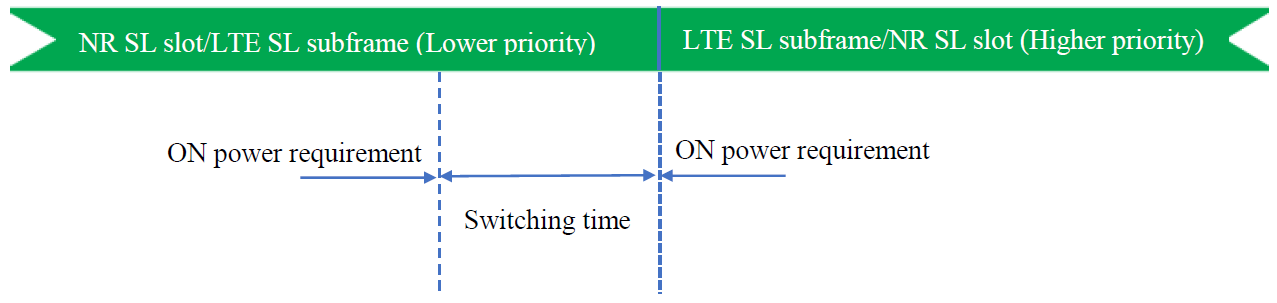 NR SL slot/LTE SL subframe (Lower priority)
LTE SL subframe/NR SL slot (Higher priority)
ON power requirement
ON power requirement
Switching time